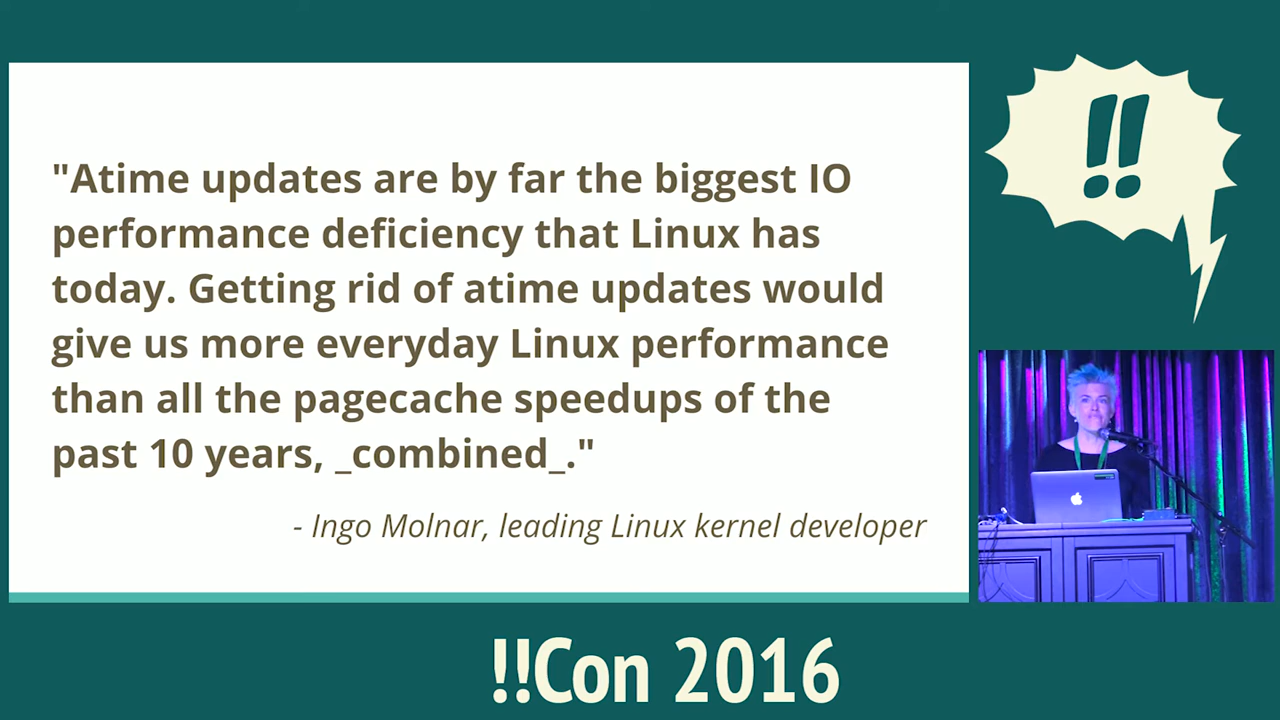 "Atime updates are by far the biggest IO
performance deficiency that Linux has
today. Getting rid of atime updates would
give us more everyday Linux performance
than all the pagecache speedups of the
past 10 years, _combined_."
- Ingo Molnar, leading Linux kernel developer
!!
!!Con 2016